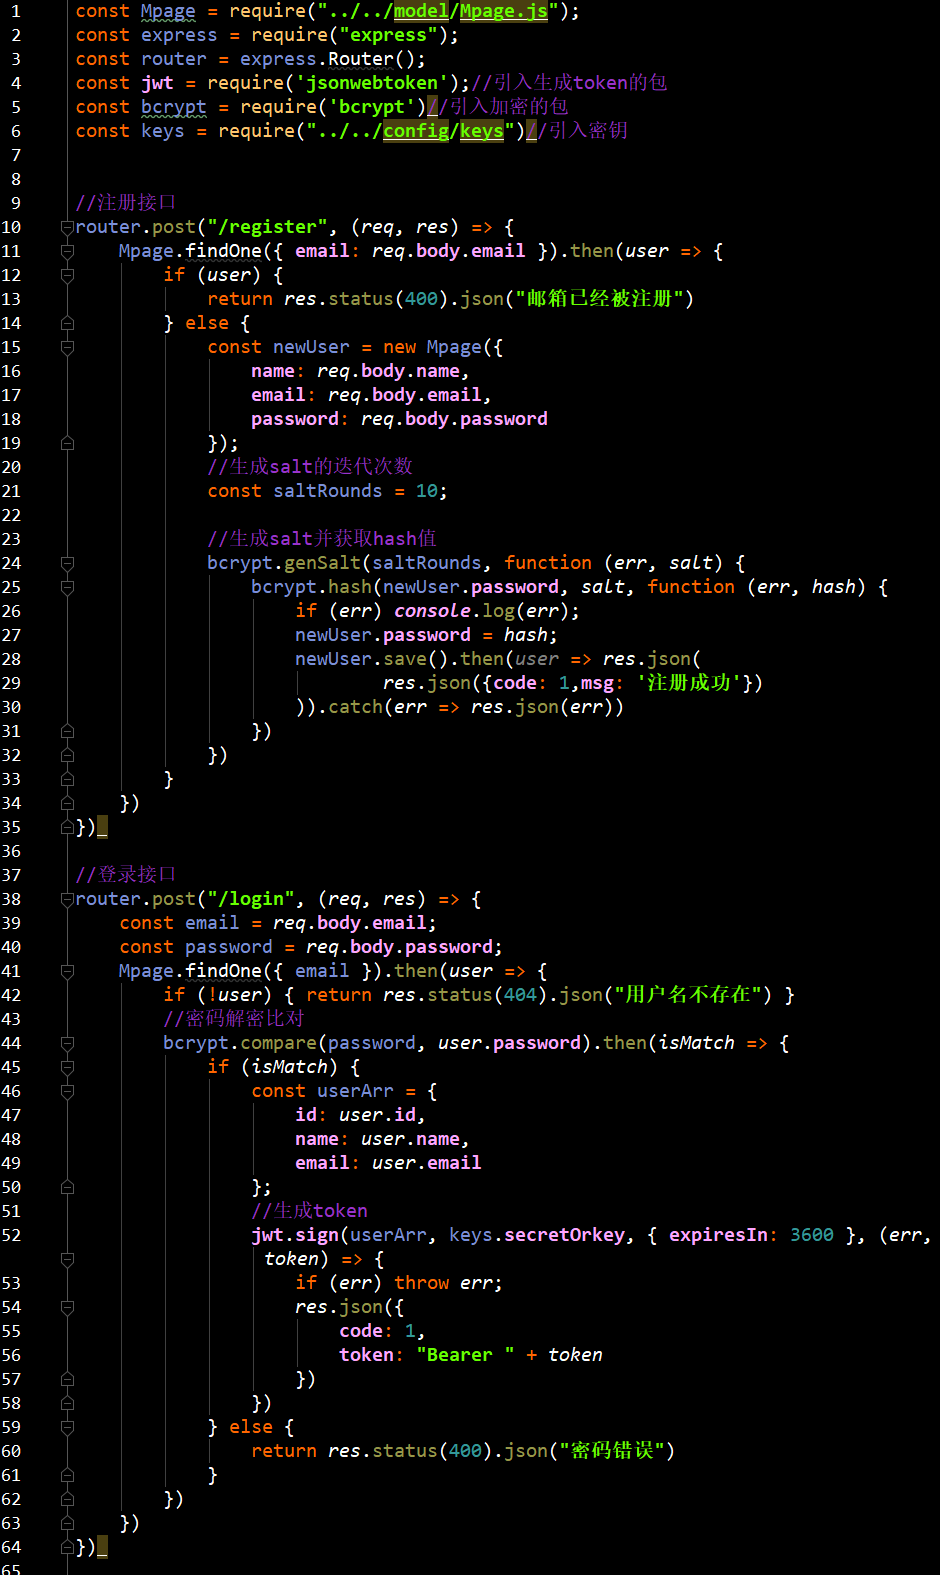 1 const Mpage = require("../../model/Mpage.js");
2 const express = require("express");
3 const router = express.Router();
4 const jwt = require('jsonwebtoken');//引入生成token的包
5 const bcrypt = require('bcrypt')//引入加密的包
6 const keys = require("../../config/keys")//引入密钥
7
8
9 //注册接口
10 router.post("/register", (req, res) => {
11     Mpage.findOne({ email: req.body.email }).then(user => {
12         if (user) {
13             return res.status(400).json("邮箱已经被注册")
14         } else {
15             const newUser = new Mpage({
16                 name: req.body.name,
17                 email: req.body.email,
18                 password: req.body.password
19             });
20             //生成salt的迭代次数
21             const saltRounds = 10;
22
23             //生成salt并获取hash值
24             bcrypt.genSalt(saltRounds, function (err, salt) {
25                 bcrypt.hash(newUser.password, salt, function (err, hash) {
26                     if (err) console.log(err);
27                     newUser.password = hash;
28                     newUser.save().then(user => res.json(
29                             res.json({code: 1,msg: '注册成功'})
30                     )).catch(err => res.json(err))
31                 })
32             })
33         }
34     })
35 })
36
37 //登录接口
38 router.post("/login", (req, res) => {
39     const email = req.body.email;
40     const password = req.body.password;
41     Mpage.findOne({ email }).then(user => {
42         if (!user) { return res.status(404).json("用户名不存在") }
43         //密码解密比对
44         bcrypt.compare(password, user.password).then(isMatch => {
45             if (isMatch) {
46                 const userArr = {
47                     id: user.id,
48                     name: user.name,
49                     email: user.email
50                 };
51                 //生成token
52                 jwt.sign(userArr, keys.secretOrkey, { expiresIn: 3600 }, (err,
                 token) => {
53                     if (err) throw err;
54                     res.json({
55                         code: 1,
56                         token: "Bearer " + token
57                     })
58                 })
59             } else {
60                 return res.status(400).json("密码错误")
61             }
62         })
63     })
64 })
65